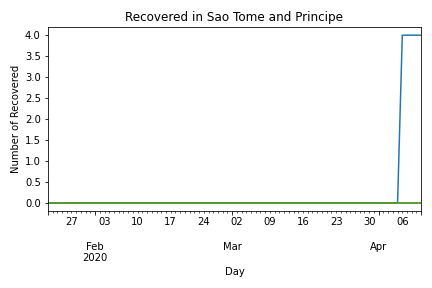 Recovered in Sao Tome and Principe
Number of Recovered
4.0
3.5
3.0
2.5
2.0
1.5
1.0
0.5
0.0
27 03 10 17 24 02 09 16 23 30 06
Feb Mar Apr
2020
Day